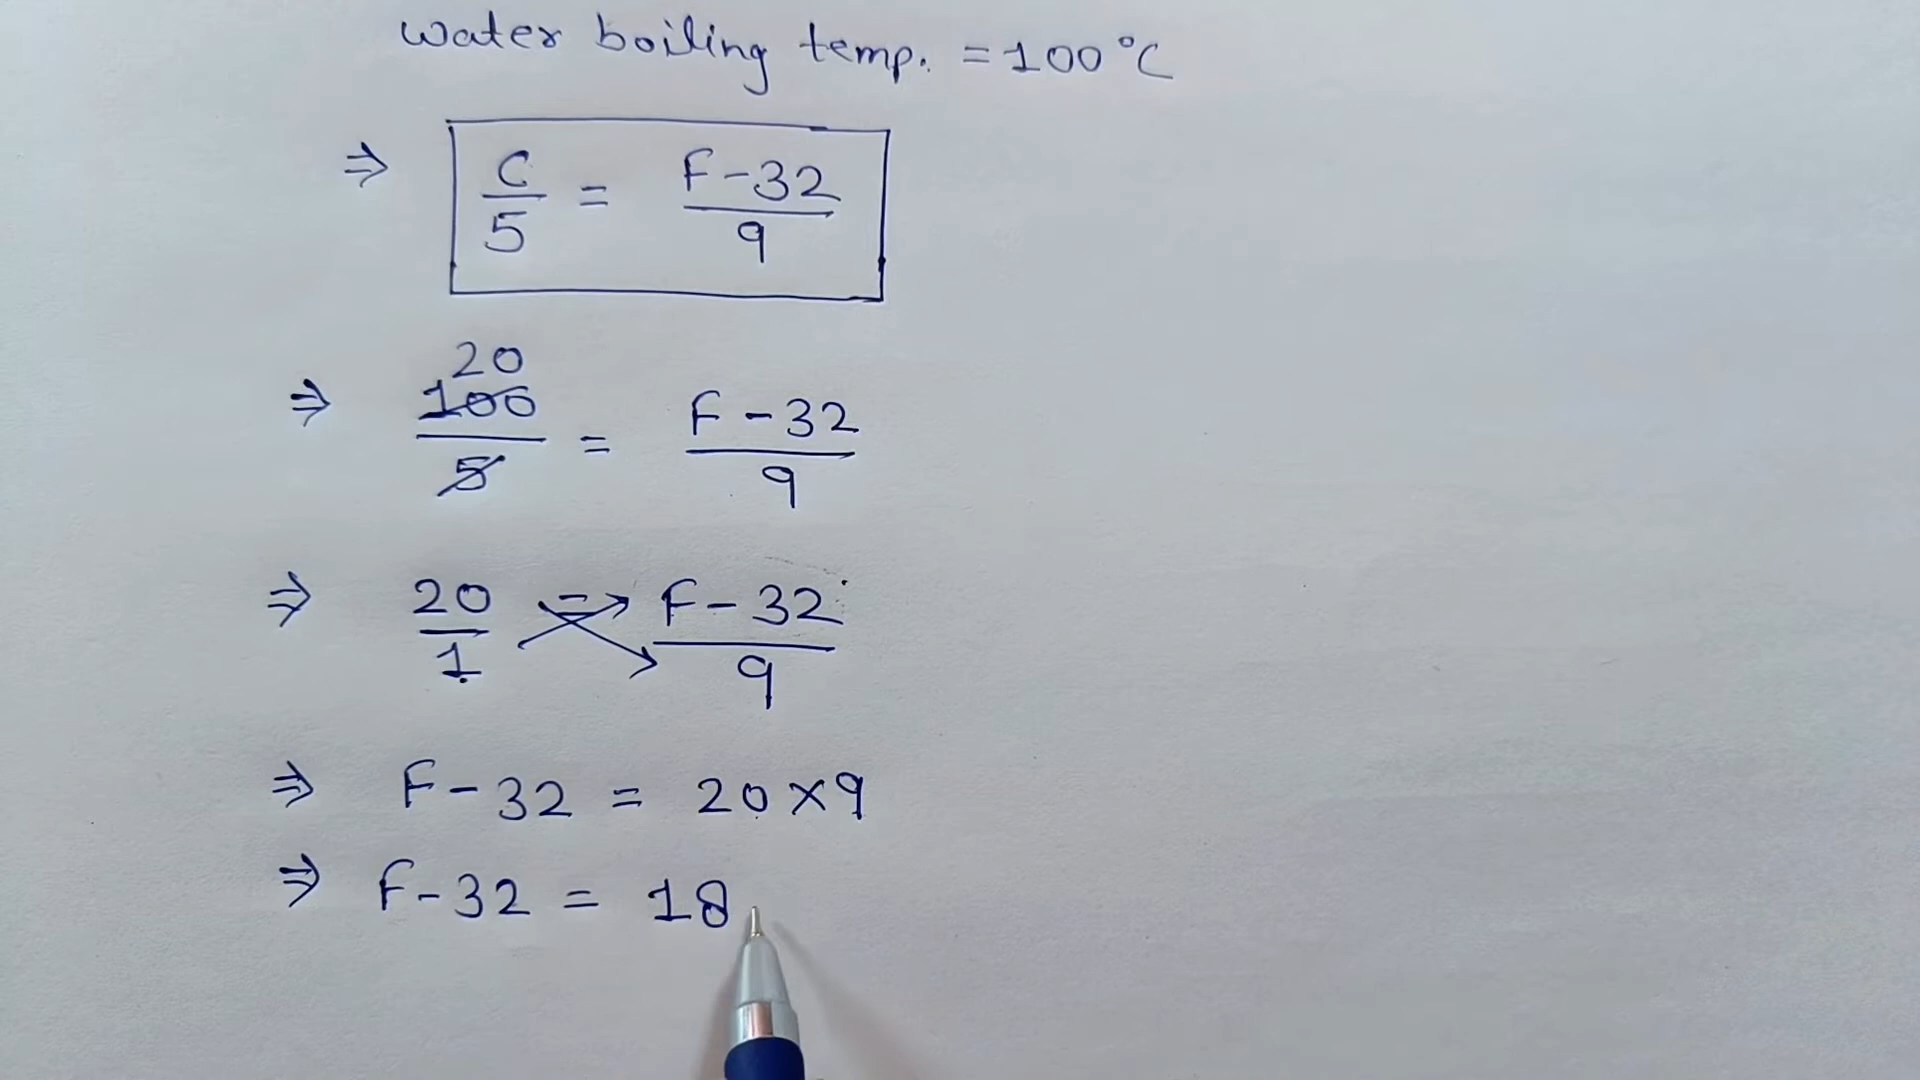 water boiling temp. = 100°C
⇒ C/5 = F-32/9
⇒ 20
100/5 = F-32/9
⇒ 20/1 = F-32/9
⇒ F-32 = 20×9
⇒ F-32 = 18